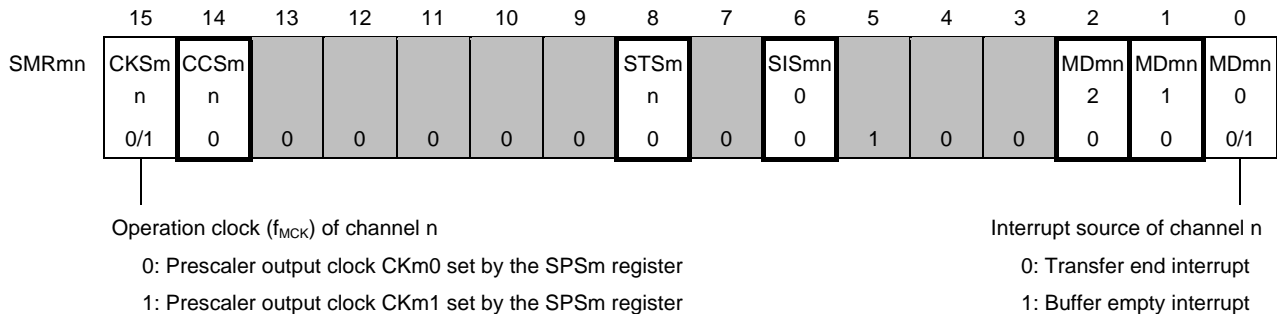 15 14 13 12 11 10 9 8 7 6 5 4 3 2 1 0
SMRmn CKSm CCSm STSm SISmn MDmn MDmn MDmn
n n n 0 2 1 0
0/1 0 0 0 0 0 0 0 0 0 1 0 0 0 0 0/1
Operation clock (fMCK) of channel n Interrupt source of channel n
0: Prescaler output clock CKm0 set by the SPSm register 0: Transfer end interrupt
1: Prescaler output clock CKm1 set by the SPSm register 1: Buffer empty interrupt